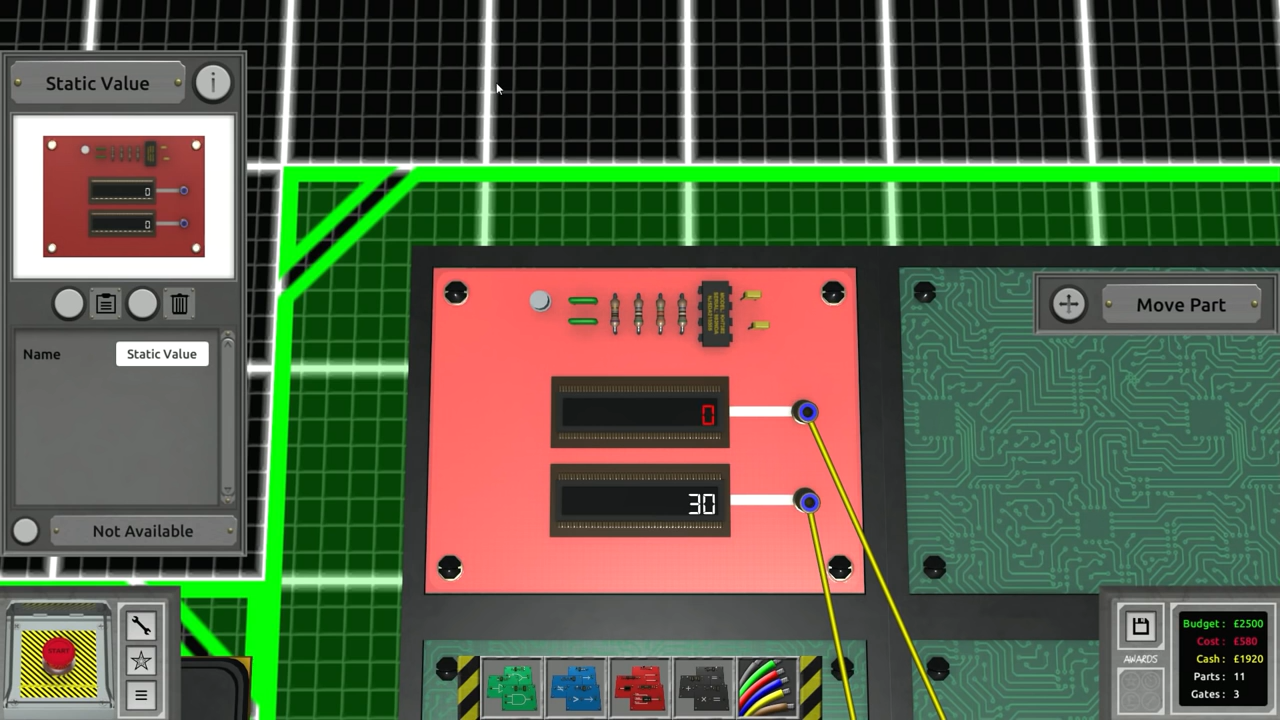 Static Value
i
0
0
Name Static Value
Not Available
START
0
30
Move Part
AWARDS
Budget : £2500
Cost : £580
Cash : £1920
Parts : 11
Gates : 3